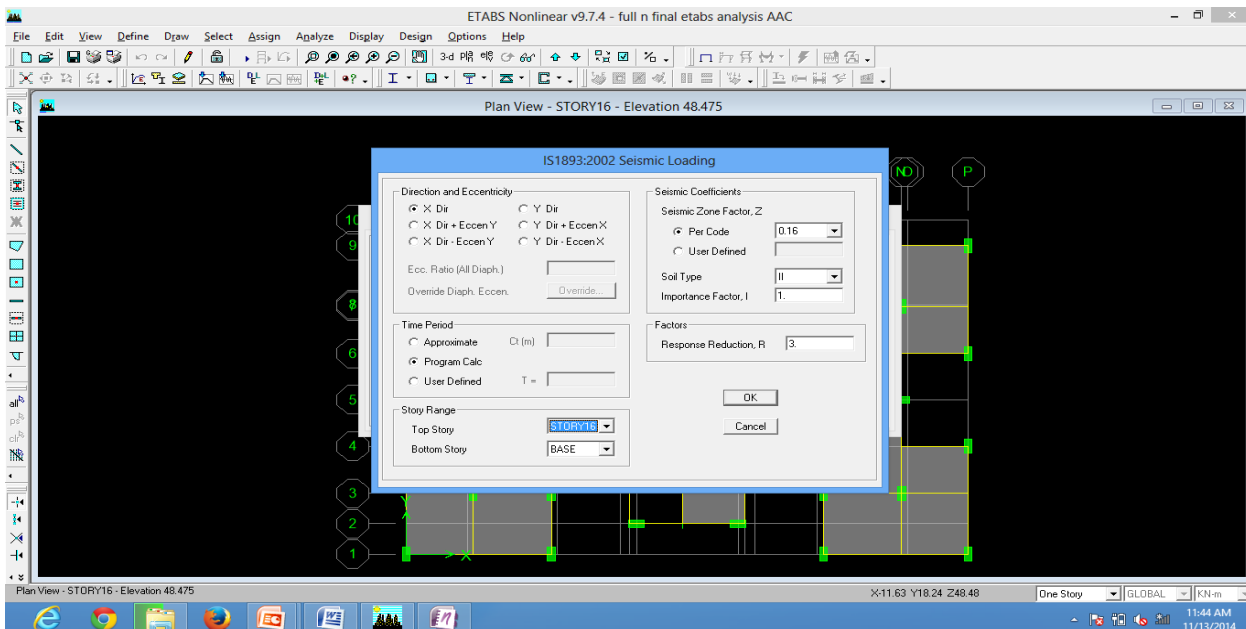 ETABS Nonlinear v9.7.4 - full n final etabs analysis AAC
File Edit View Define Draw Select Assign Analyze Display Design Options Help
3-d
Plan View - STORY16 - Elevation 48.475
IS1893:2002 Seismic Loading
Direction and Eccentricity
X Dir Y Dir
X Dir + Eccen Y Y Dir + Eccen X
X Dir - Eccen Y Y Dir - Eccen X
Ecc. Ratio (All Diaph.)
Override Diaph. Eccen. Override...
Time Period
Approximate Ct (m)
Program Calc
User Defined T =
Story Range
Top Story STORY16
Bottom Story BASE
Seismic Coefficients
Seismic Zone Factor, Z
Per Code 0.16
User Defined
Soil Type II
Importance Factor, I 1.
Factors
Response Reduction, R 3.
OK
Cancel
P
10
9
6
5
4
3
2
1
X
all
ps
clr
Plan View - STORY16 - Elevation 48.475 X-11.63 Y18.24 Z48.48 One Story GLOBAL KN-m
11:44 AM
11/13/2014